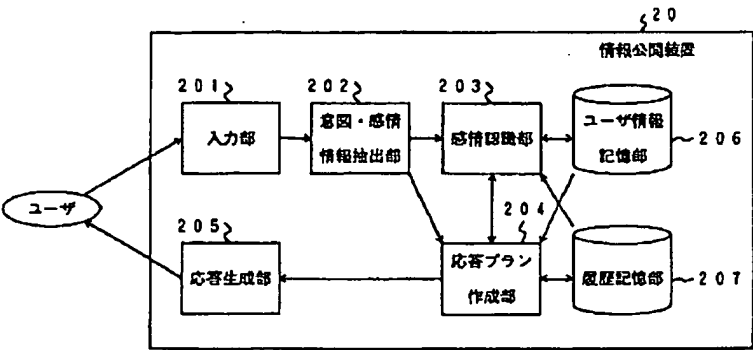 20
情報公開装置
201
202
203
入力部
意図・感情
情報抽出部
感情認識部
ユーザ情報
記憶部
206
ユーザ
204
205
応答生成部
応答プラン
作成部
履歴記憶部
207